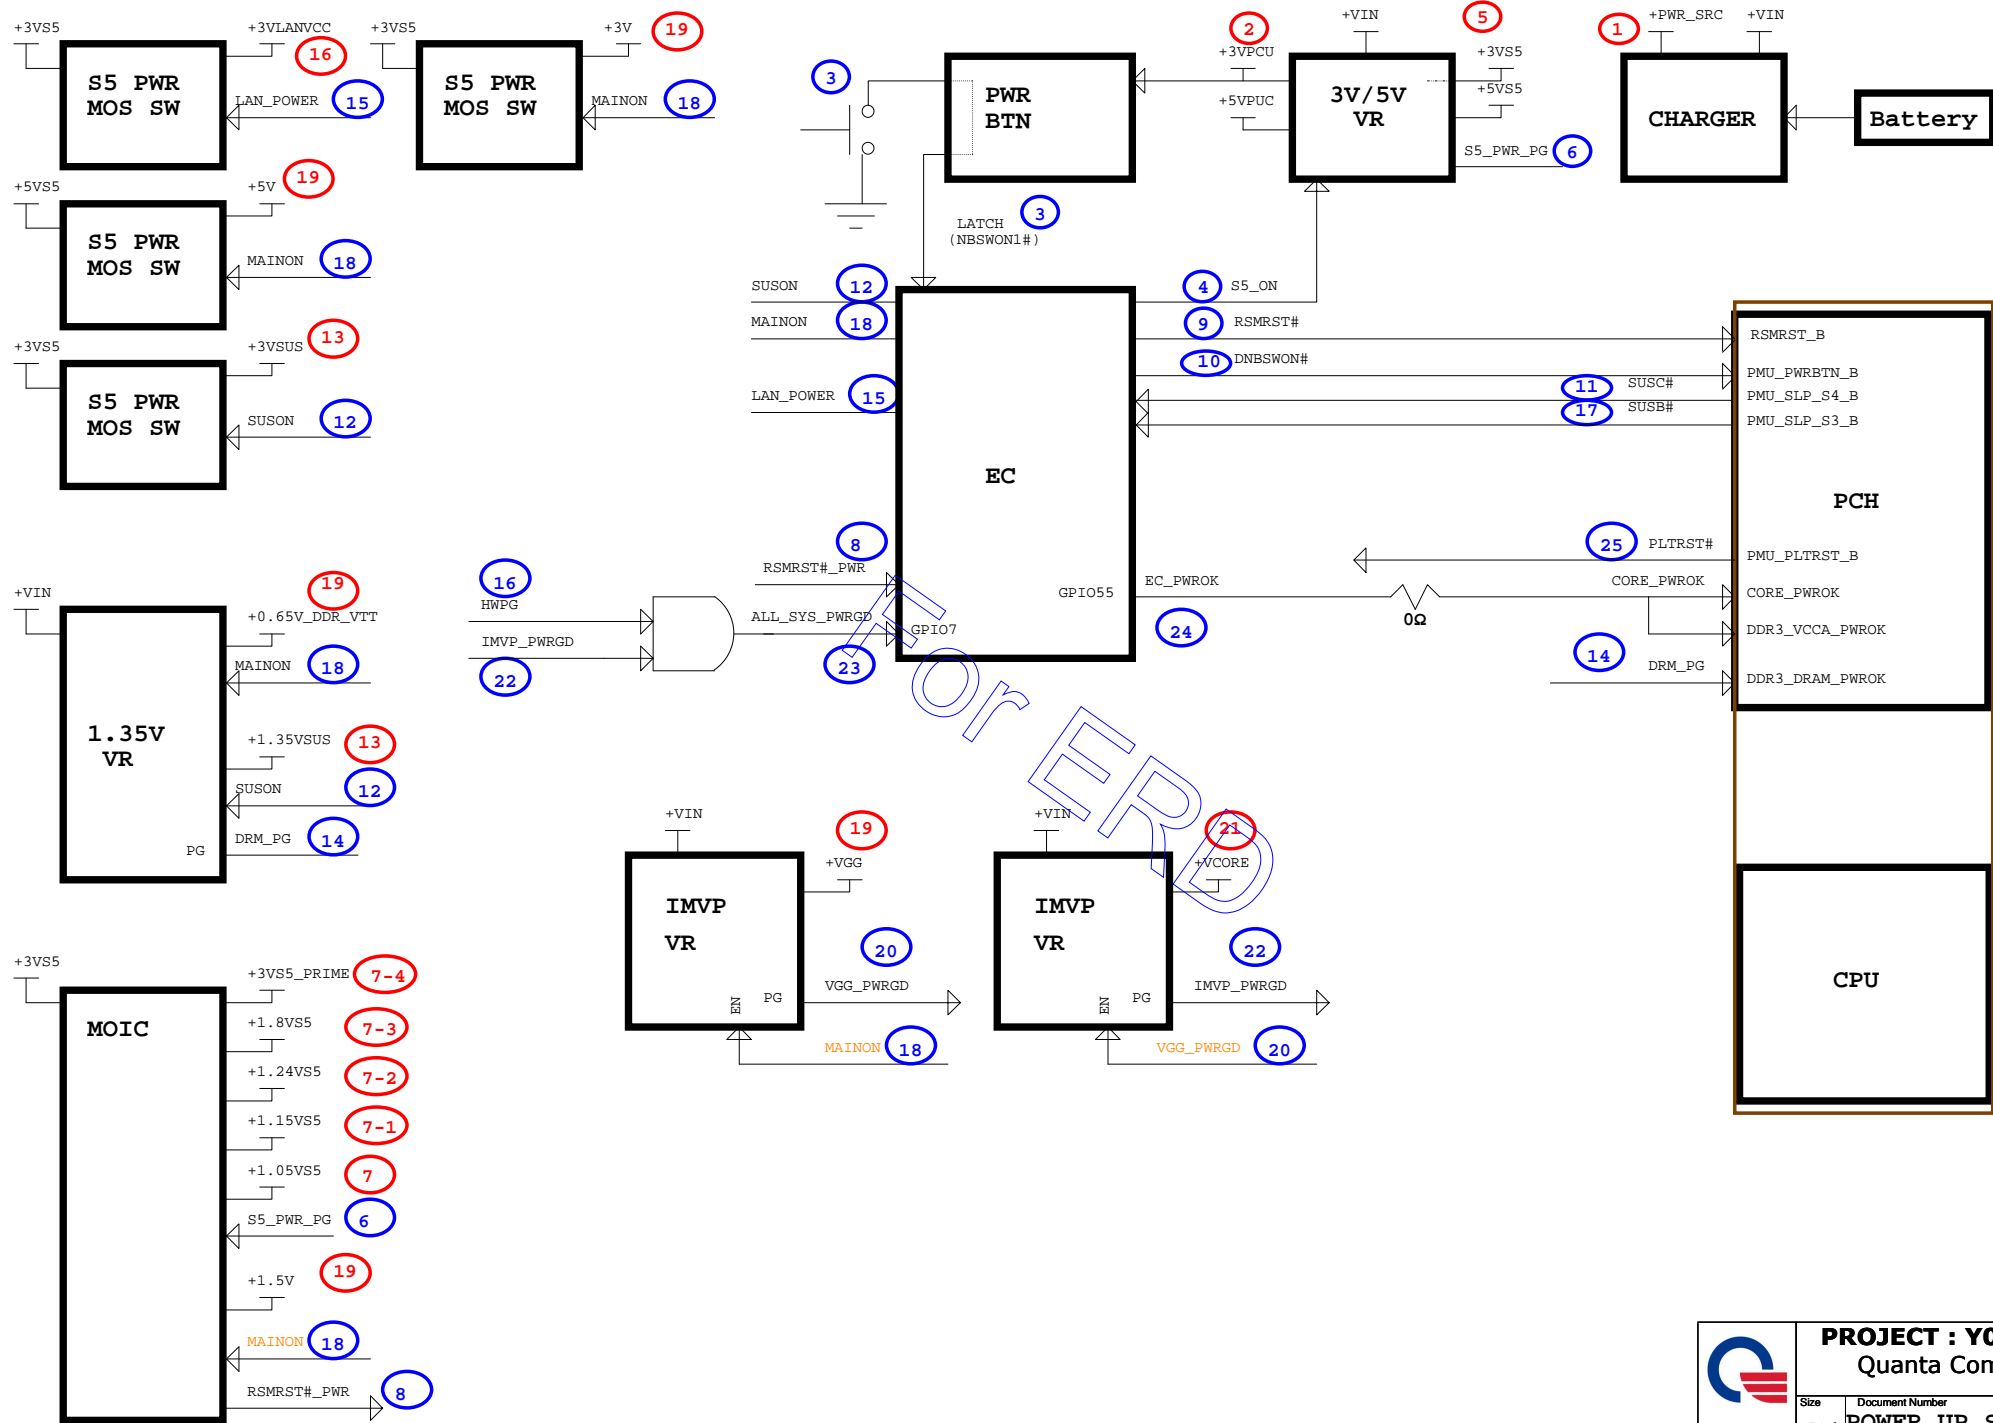 +3VS5
+3VLANVCC
16
S5 PWR
MOS SW
LAN_POWER
15
+3VS5
+3V
19
S5 PWR
MOS SW
MAINON
18
+5VS5
+5V
19
S5 PWR
MOS SW
MAINON
18
+3VS5
+3VSUS
13
S5 PWR
MOS SW
SUSON
12
3
PWR
BTN
LATCH
(NBSWON1#)
3
2
+3VPCU
+5VPUC
+VIN
5
3V/5V
VR
+3VS5
+5VS5
S5_PWR_PG
6
1
+PWR_SRC
+VIN
CHARGER
Battery
SUSON
12
MAINON
18
LAN_POWER
15
EC
4
S5_ON
9
RSMRST#
10
DNBSWON#
11
SUSC#
17
SUSB#
RSMRST_B
PMU_PWRBTN_B
PMU_SLP_S4_B
PMU_SLP_S3_B
PCH
8
RSMRST#_PWR
16
HWPG
IMVP_PWRGD
22
ALL_SYS_PWRGD
23
GPIO7
GPIO55
EC_PWROK
24
0Ω
25
PLTRST#
CORE_PWROK
14
DRM_PG
PMU_PLTRST_B
CORE_PWROK
DDR3_VCCA_PWROK
DDR3_DRAM_PWROK
For ERD
+VIN
19
+0.65V_DDR_VTT
MAINON
18
1.35V
VR
+1.35VSUS
13
SUSON
12
DRM_PG
14
PG
+VIN
19
+VGG
IMVP
VR
20
VGG_PWRGD
EN
PG
MAINON
18
+VIN
21
+VCORE
IMVP
VR
22
IMVP_PWRGD
EN
PG
VGG_PWRGD
20
CPU
+3VS5
MOIC
+3VS5_PRIME
7-4
+1.8VS5
7-3
+1.24VS5
7-2
+1.15VS5
7-1
+1.05VS5
7
S5_PWR_PG
6
+1.5V
19
MAINON
18
RSMRST#_PWR
8
PROJECT : Y0
Quanta Com
Size
Document Number
POWER UP S